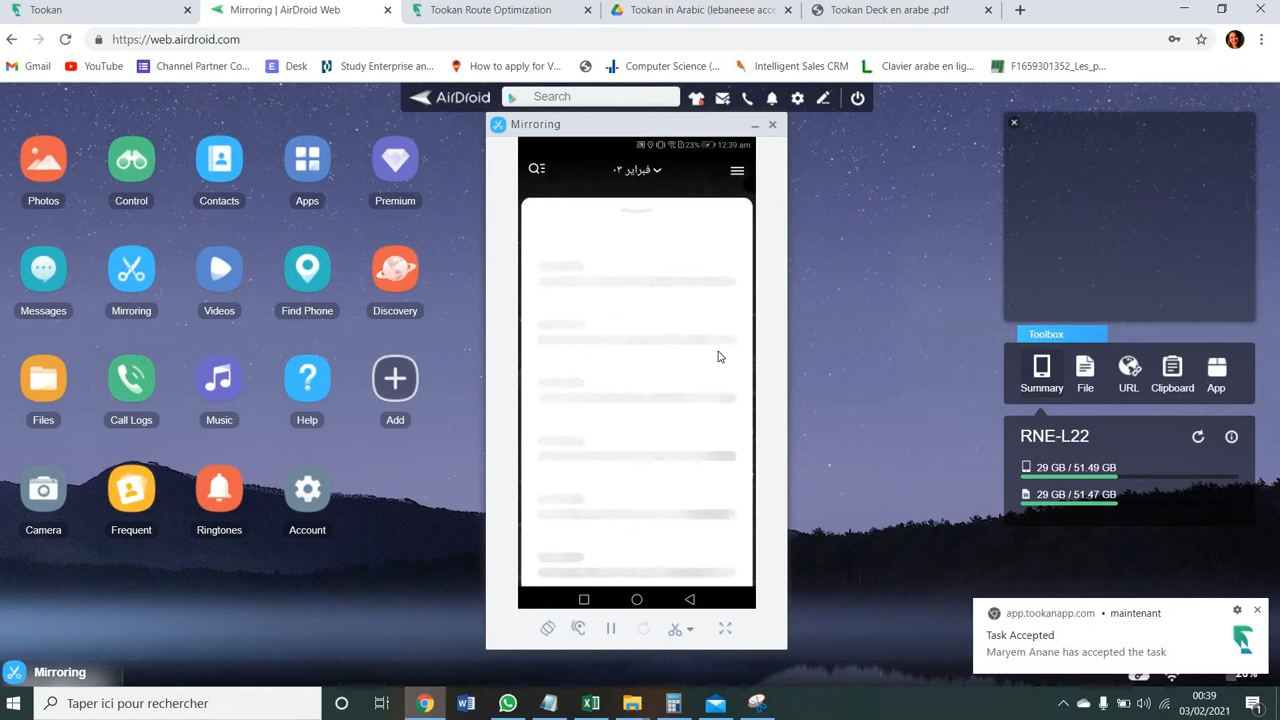 Tookan
Mirroring | AirDroid Web
Tookan Route Optimization
Tookan in Arabic (lebaneese acc
Tookan Deck en arabe .pdf
https://web.airdroid.com
Gmail
YouTube
Channel Partner Co...
Desk
Study Enterprise an...
How to apply for V...
Computer Science (...
Intelligent Sales CRM
Clavier arabe en lig...
F1659301352_Les_p...
AirDroid
Search
Mirroring
23%
12:39 am
فبراير ٠٣
Photos
Control
Contacts
Apps
Premium
Messages
Mirroring
Videos
Find Phone
Discovery
Files
Call Logs
Music
Help
Add
Camera
Frequent
Ringtones
Account
Toolbox
Summary
File
URL
Clipboard
App
RNE-L22
29 GB / 51.49 GB
29 GB / 51.47 GB
app.tookanapp.com • maintenant
Task Accepted
Maryem Anane has accepted the task
Mirroring
Taper ici pour rechercher
00:39
03/02/2021
1